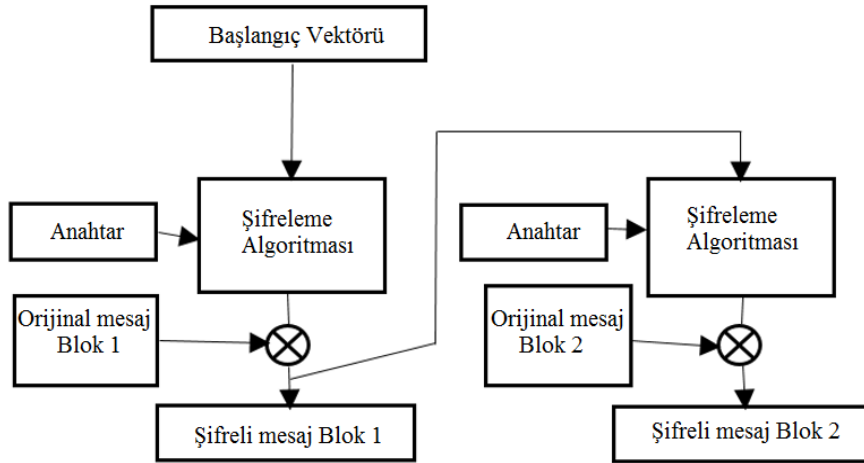 Başlangıç Vektörü
Anahtar
Şifreleme
Algoritması
Orijinal mesaj
Blok 1
Şifreli mesaj Blok 1
Anahtar
Şifreleme
Algoritması
Orijinal mesaj
Blok 2
Şifreli mesaj Blok 2